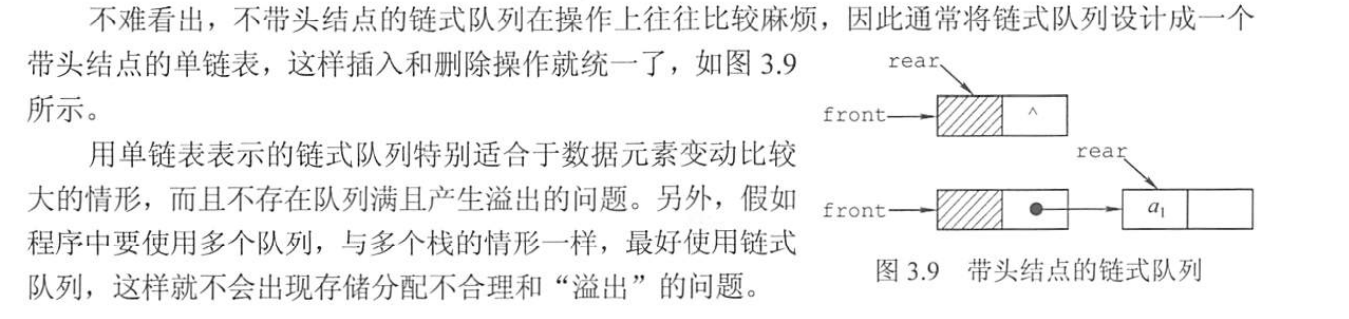 不难看出，不带头结点的链式队列在操作上往往比较麻烦，因此通常将链式队列设计成一个
带头结点的单链表，这样插入和删除操作就统一了，如图 3.9
所示。
用单链表表示的链式队列特别适合于数据元素变动比较
大的情形，而且不存在队列满且产生溢出的问题。另外，假如
程序中要使用多个队列，与多个栈的情形一样，最好使用链式
队列，这样就不会出现存储分配不合理和“溢出”的问题。
rear
front
^
rear
front
a₁
图 3.9 带头结点的链式队列